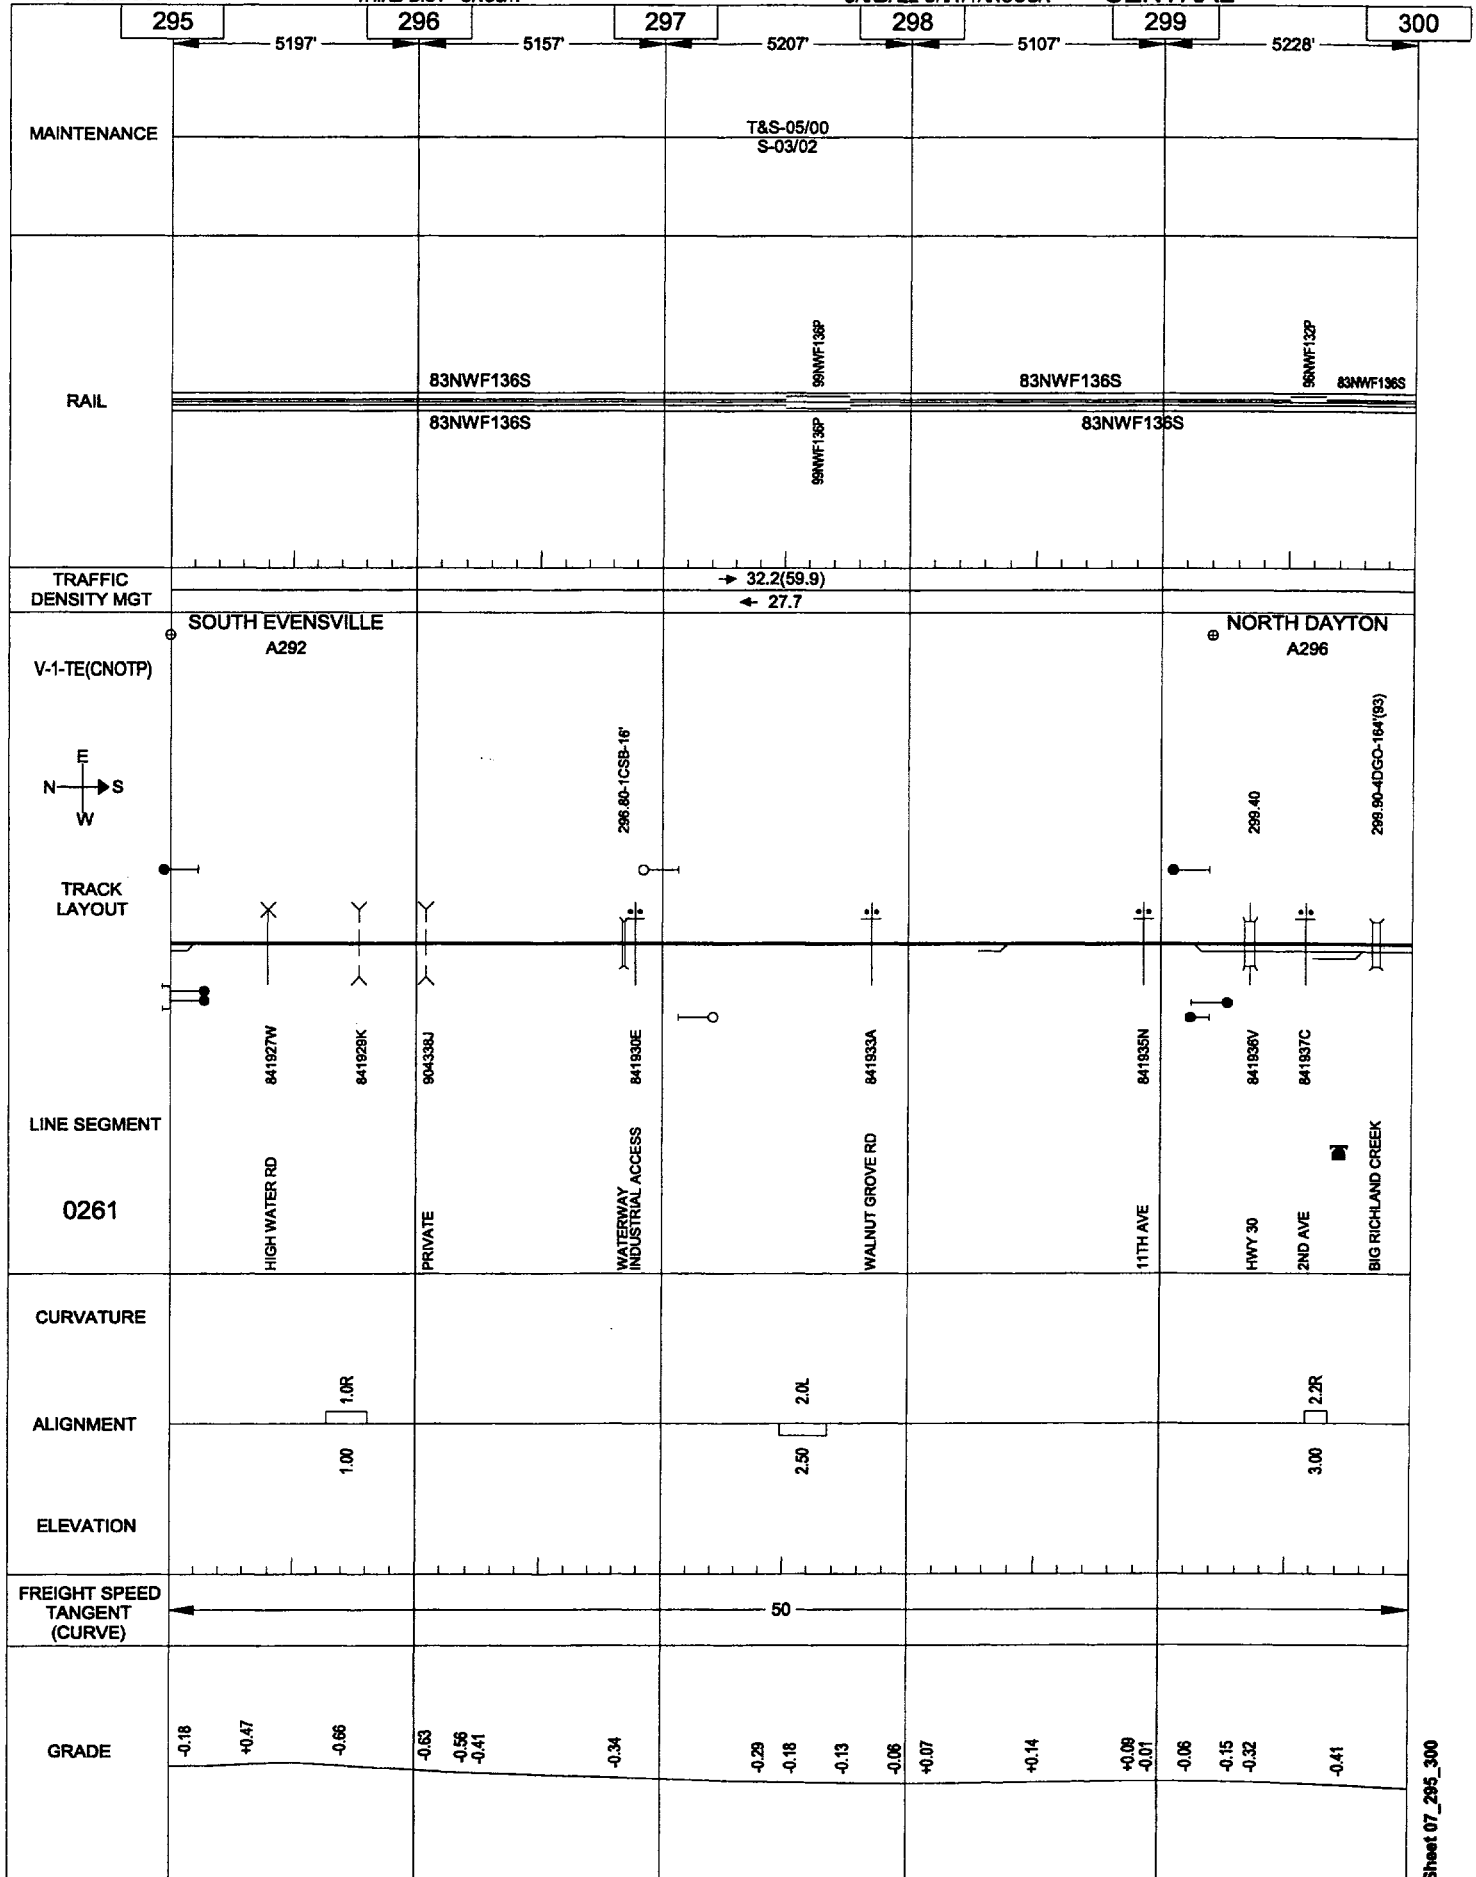 295 296 297 298 299 300
5197' 5157' 5207' 5107' 5228'
MAINTENANCE
T&S-05/00
S-03/02
RAIL
83NWF136S
83NWF136S
99NWF136P
99NWF136P
83NWF136S
83NWF136S
96NWF132P
83NWF136S
TRAFFIC
DENSITY MGT
32.2(59.9)
27.7
SOUTH EVENSVILLE
A292
NORTH DAYTON
A296
V-1-TE(CNOTP)
E
N S
W
296.80-1CSB-16'
299.40
299.90-4DGO-164'(93)
TRACK
LAYOUT
841927W
841929K
904338J
841930E
841933A
841935N
841936V
841937C
LINE SEGMENT
0261
HIGH WATER RD
PRIVATE
WATERWAY
INDUSTRIAL ACCESS
WALNUT GROVE RD
11TH AVE
HWY 30
2ND AVE
BIG RICHLAND CREEK
CURVATURE
ALIGNMENT
1.0R
1.00
2.0L
2.50
2.2R
3.00
ELEVATION
FREIGHT SPEED
TANGENT
(CURVE)
50
GRADE
-0.18
+0.47
-0.66
-0.63
-0.56
-0.41
-0.34
-0.29
-0.18
-0.13
-0.06
+0.07
+0.14
+0.09
-0.01
-0.06
-0.15
-0.32
-0.41
Sheet 07_295_300